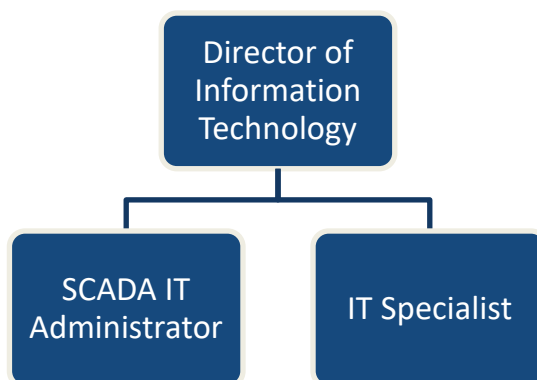 Director of
Information
Technology
SCADA IT
Administrator
IT Specialist